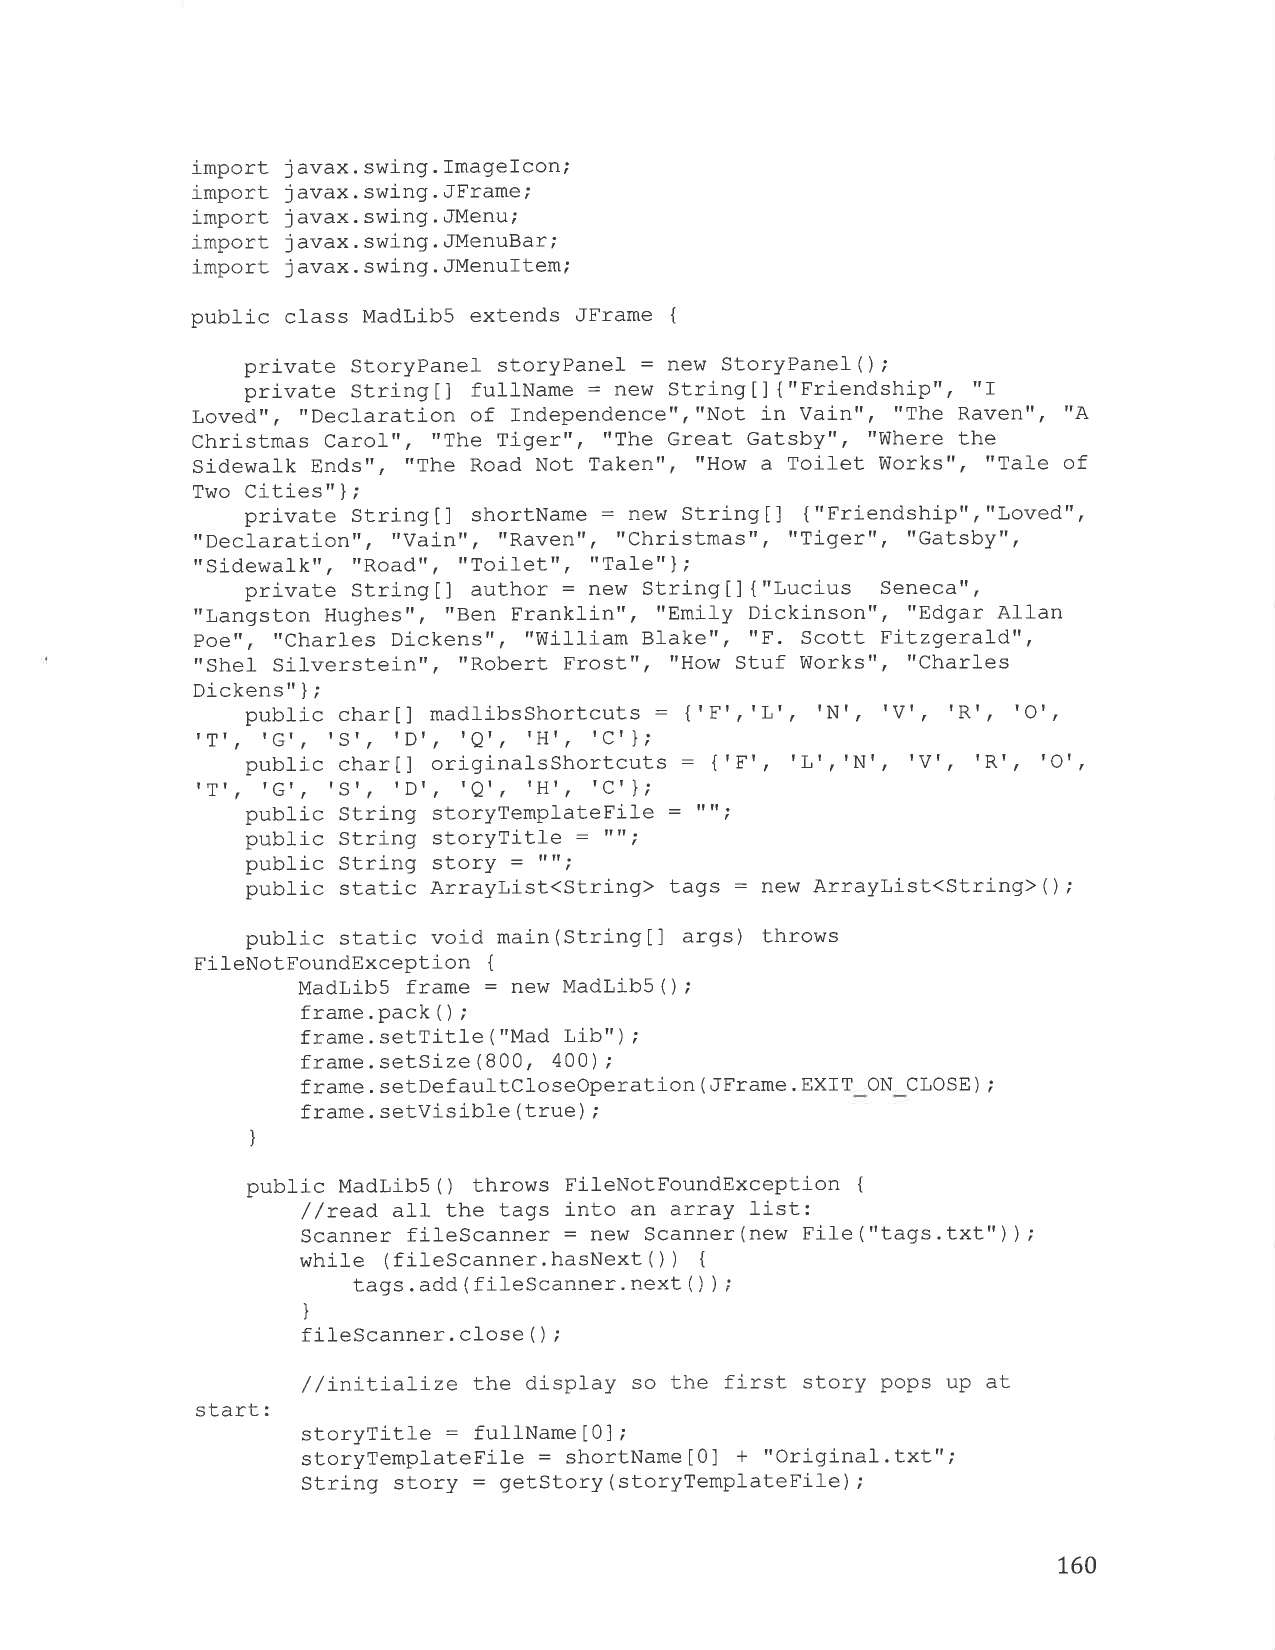 import javax.swing.ImageIcon;
import javax.swing.JFrame;
import javax.swing.JMenu;
import javax.swing.JMenuBar;
import javax.swing.JMenuItem;

public class MadLib5 extends JFrame {

    private StoryPanel storyPanel = new StoryPanel();
    private String[] fullName = new String[]{"Friendship", "I
Loved", "Declaration of Independence","Not in Vain", "The Raven", "A
Christmas Carol", "The Tiger", "The Great Gatsby", "Where the
Sidewalk Ends", "The Road Not Taken", "How a Toilet Works", "Tale of
Two Cities"};
    private String[] shortName = new String[] {"Friendship","Loved",
"Declaration", "Vain", "Raven", "Christmas", "Tiger", "Gatsby",
"Sidewalk", "Road", "Toilet", "Tale"};
    private String[] author = new String[]{"Lucius  Seneca",
"Langston Hughes", "Ben Franklin", "Emily Dickinson", "Edgar Allan
Poe", "Charles Dickens", "William Blake", "F. Scott Fitzgerald",
"Shel Silverstein", "Robert Frost", "How Stuf Works", "Charles
Dickens"};
    public char[] madlibsShortcuts = {'F','L', 'N', 'V', 'R', 'O',
'T', 'G', 'S', 'D', 'Q', 'H', 'C'};
    public char[] originalsShortcuts = {'F', 'L','N', 'V', 'R', 'O',
'T', 'G', 'S', 'D', 'Q', 'H', 'C'};
    public String storyTemplateFile = "";
    public String storyTitle = "";
    public String story = "";
    public static ArrayList<String> tags = new ArrayList<String>();

    public static void main(String[] args) throws
FileNotFoundException {
        MadLib5 frame = new MadLib5();
        frame.pack();
        frame.setTitle("Mad Lib");
        frame.setSize(800, 400);
        frame.setDefaultCloseOperation(JFrame.EXIT_ON_CLOSE);
        frame.setVisible(true);
    }

    public MadLib5() throws FileNotFoundException {
        //read all the tags into an array list:
        Scanner fileScanner = new Scanner(new File("tags.txt"));
        while (fileScanner.hasNext()) {
            tags.add(fileScanner.next());
        }
        fileScanner.close();

        //initialize the display so the first story pops up at
start:
        storyTitle = fullName[0];
        storyTemplateFile = shortName[0] + "Original.txt";
        String story = getStory(storyTemplateFile);

160